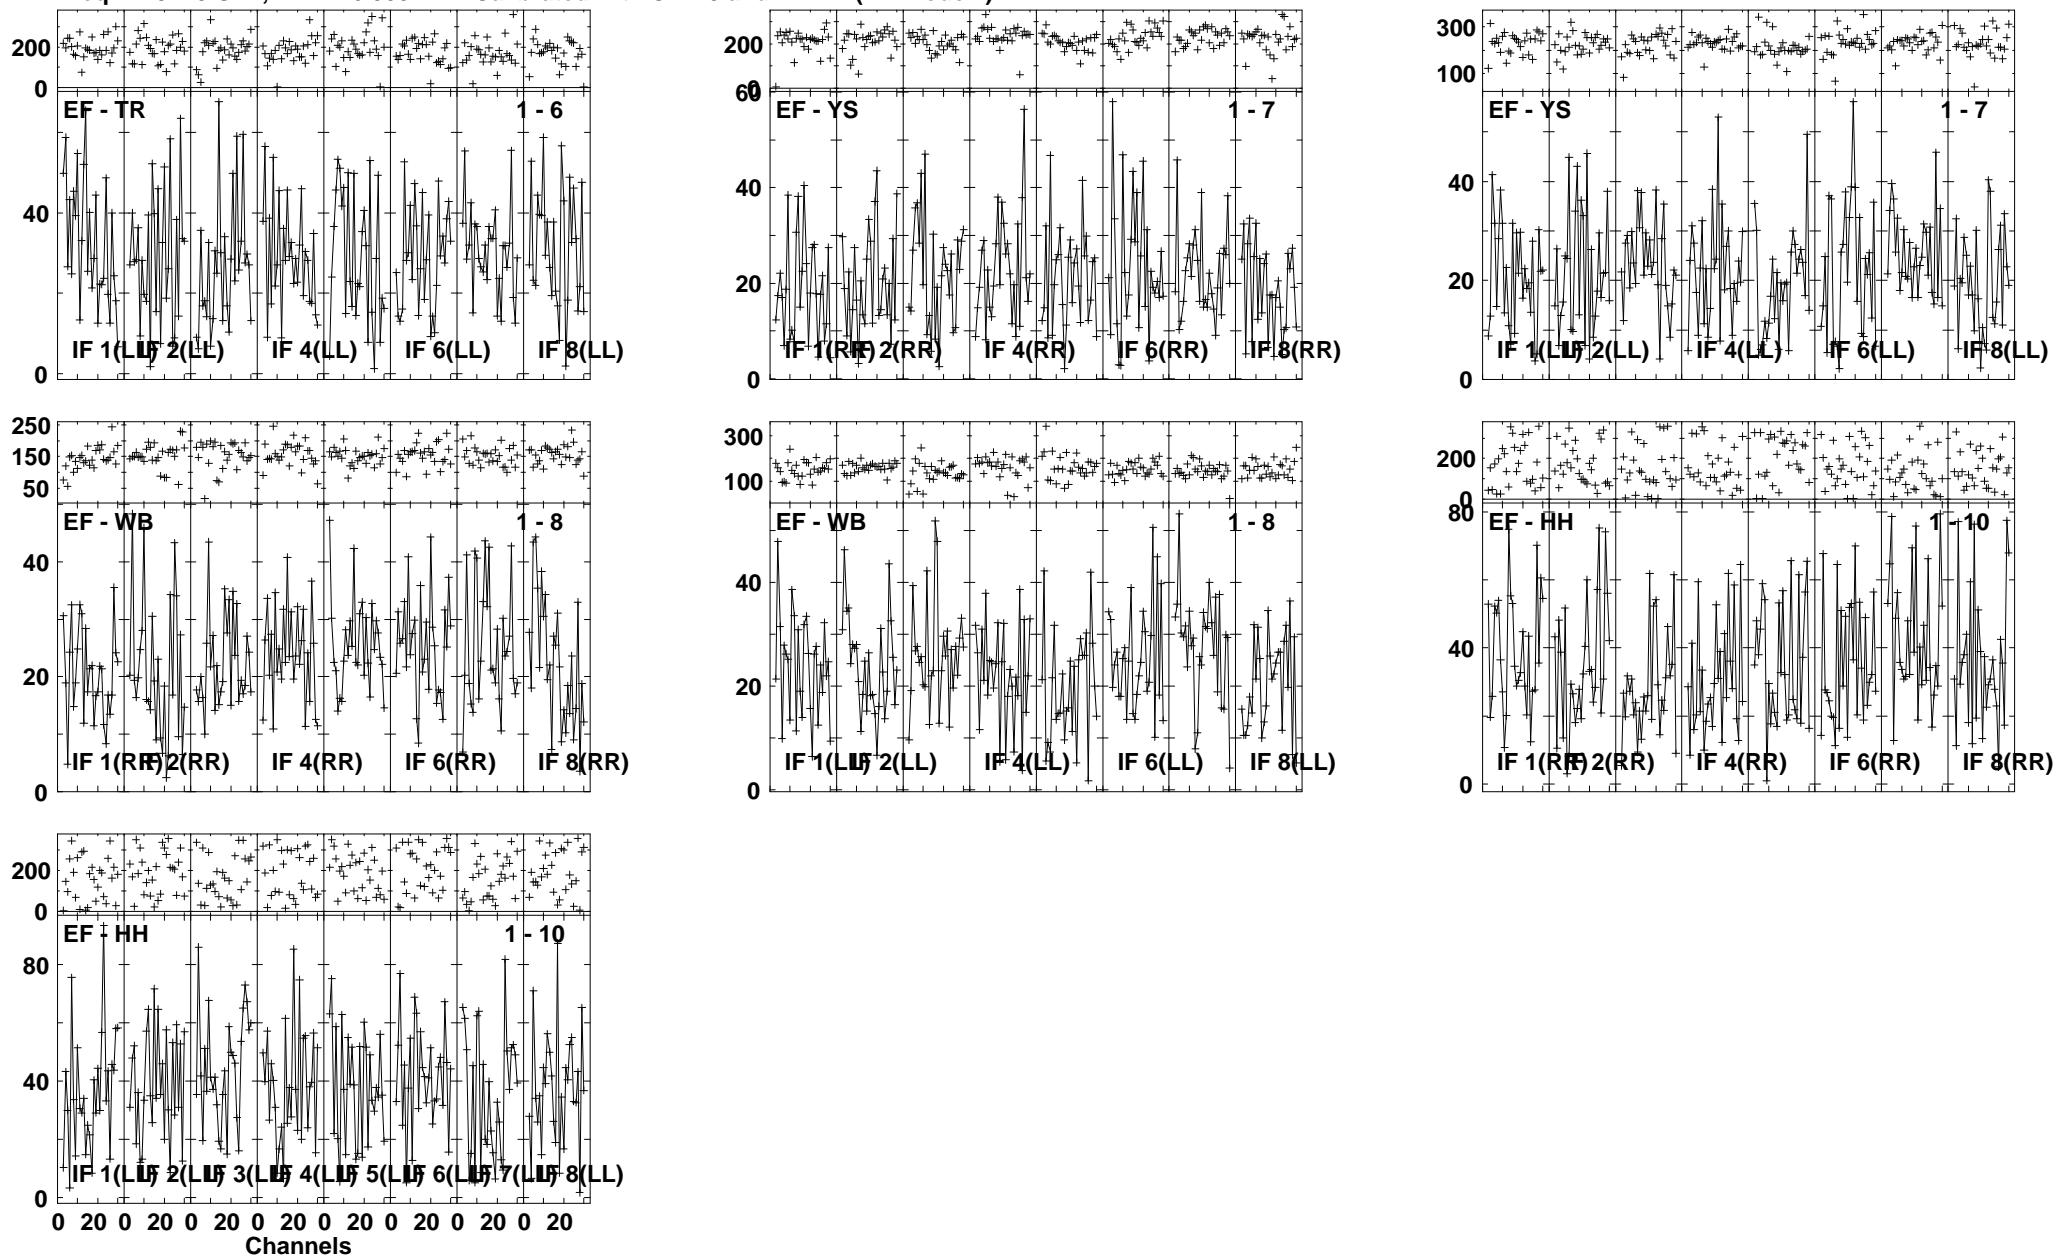 200
0
EF - TR
1 - 6
40
0
IF 1(LL) IF 2(LL) IF 4(LL) IF 6(LL) IF 8(LL)
200
0
60
EF - YS
1 - 7
40
20
0
IF 1(RR) IF 2(RR) IF 4(RR) IF 6(RR) IF 8(RR)
300
100
EF - YS
1 - 7
40
20
0
IF 1(LL) IF 2(LL) IF 4(LL) IF 6(LL) IF 8(LL)
250
150
50
EF - WB
1 - 8
40
20
0
IF 1(RR) IF 2(RR) IF 4(RR) IF 6(RR) IF 8(RR)
300
100
EF - WB
1 - 8
40
20
0
IF 1(LL) IF 2(LL) IF 4(LL) IF 6(LL) IF 8(LL)
200
0
80
EF - HH
1 - 10
40
0
IF 1(RR) IF 2(RR) IF 4(RR) IF 6(RR) IF 8(RR)
200
0
EF - HH
1 - 10
80
40
0
IF 1(LL) IF 2(LL) IF 3(LL) IF 4(LL) IF 5(LL) IF 6(LL) IF 7(LL) IF 8(LL)
0 20 0 20 0 20 0 20 0 20 0 20 0 20 0 20
Channels